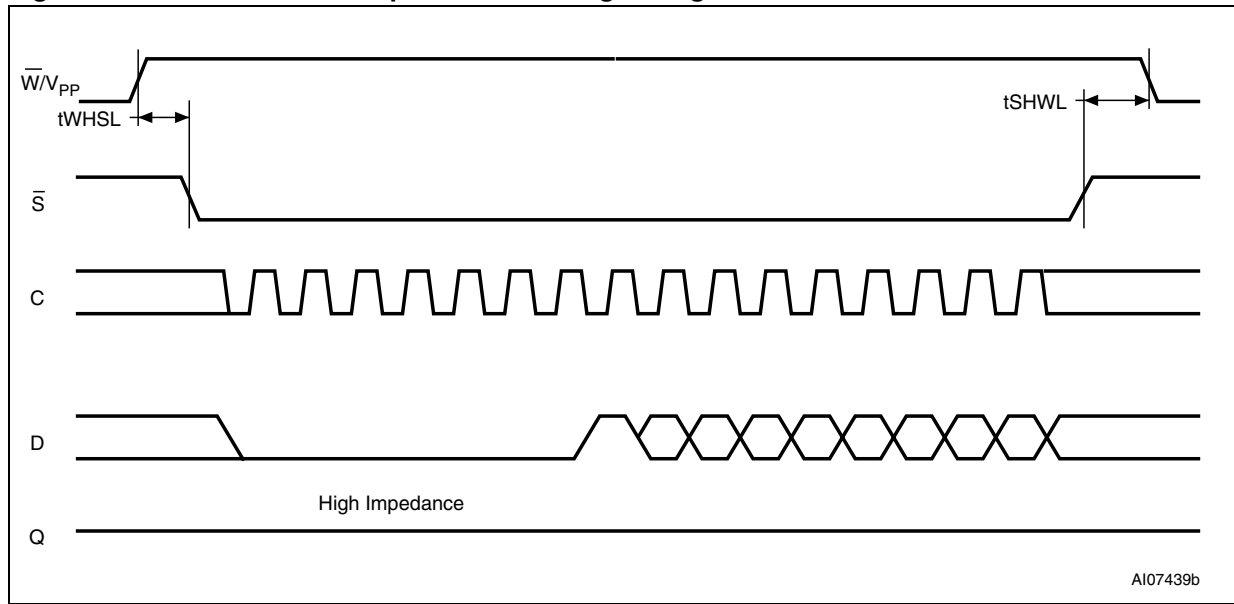 W̅/VPP
tWHSL
tSHWL
S̅
C
D
High Impedance
Q
AI07439b